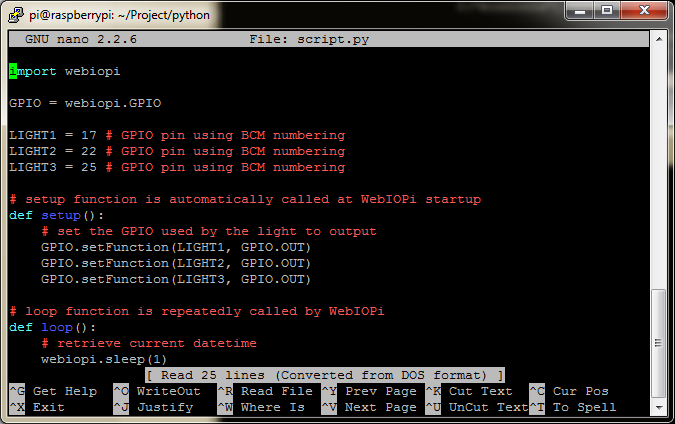 pi@raspberrypi: ~/Project/python
GNU nano 2.2.6 File: script.py
import webiopi
GPIO = webiopi.GPIO
LIGHT1 = 17 # GPIO pin using BCM numbering
LIGHT2 = 22 # GPIO pin using BCM numbering
LIGHT3 = 25 # GPIO pin using BCM numbering
# setup function is automatically called at WebIOPi startup
def setup():
    # set the GPIO used by the light to output
    GPIO.setFunction(LIGHT1, GPIO.OUT)
    GPIO.setFunction(LIGHT2, GPIO.OUT)
    GPIO.setFunction(LIGHT3, GPIO.OUT)
# loop function is repeatedly called by WebIOPi
def loop():
    # retrieve current datetime
    webiopi.sleep(1)
[ Read 25 lines (Converted from DOS format) ]
^G Get Help ^O WriteOut ^R Read File ^Y Prev Page ^K Cut Text ^C Cur Pos
^X Exit ^J Justify ^W Where Is ^V Next Page ^U UnCut Text ^T To Spell